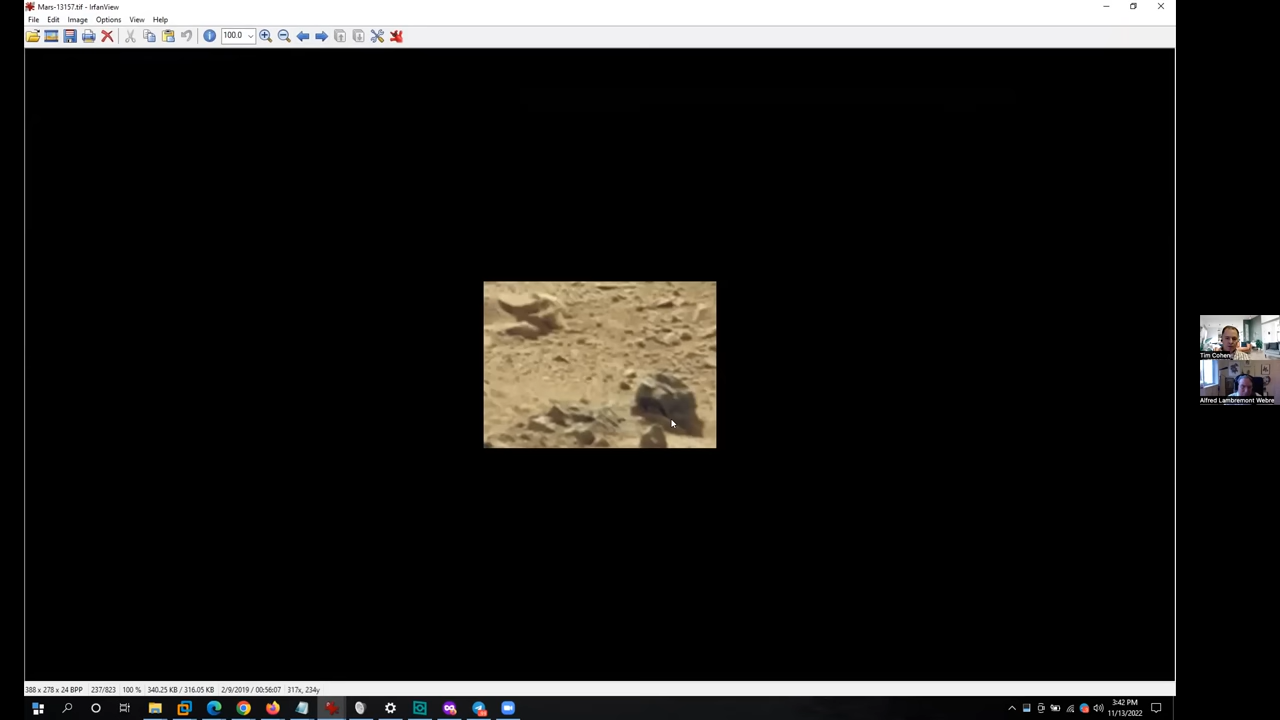 Mars-13157.tif - IrfanView
File Edit Image Options View Help
100.0
Tim Cohen
Alfred Lambremont Webre
388 x 278 x 24 BPP 237/823 100 % 340.25 KB / 316.05 KB 2/9/2019 / 00:56:07 317x, 234y
3:42 PM
11/13/2022